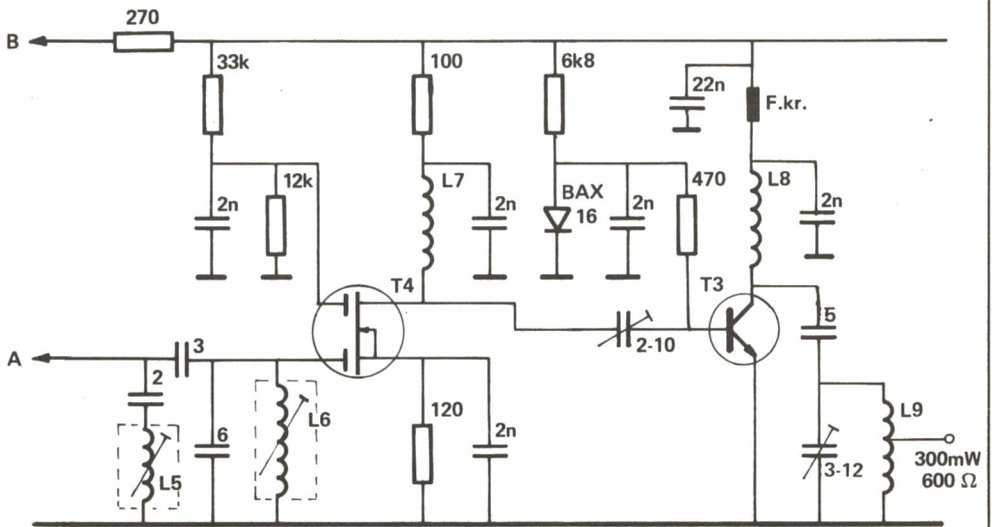 270
B
33k
100
6k8
22n
F.kr.
12k
L7
BAX
16
470
L8
2n
2n
2n
2n
T4
T3
5
2-10
A
3
2
6
L6
L5
120
2n
L9
3-12
300mW
600 Ω